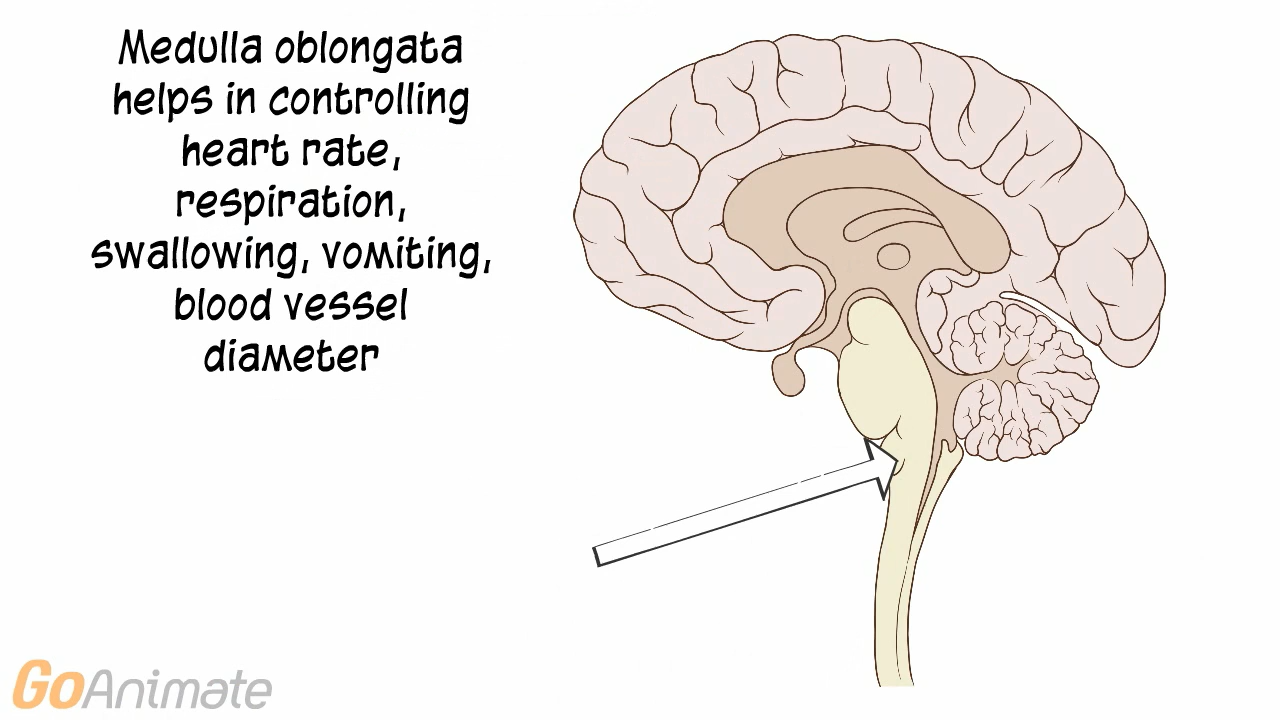 Medulla oblongata
helps in controlling
heart rate,
respiration,
swallowing, vomiting,
blood vessel
diameter
GoAnimate